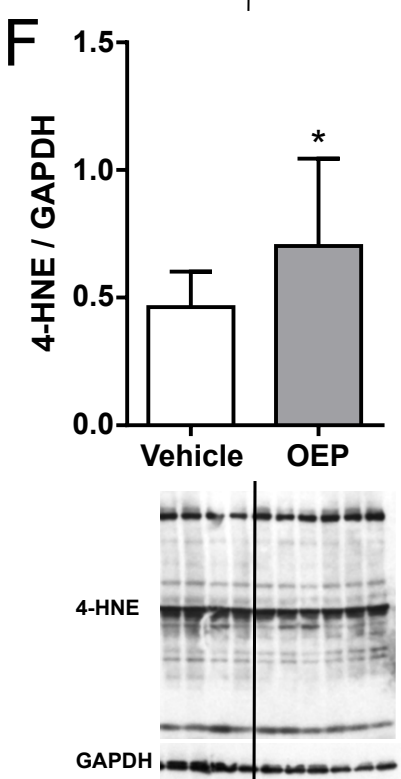 F
4-HNE / GAPDH
1.5
1.0
0.5
0.0
*
Vehicle OEP
4-HNE
GAPDH